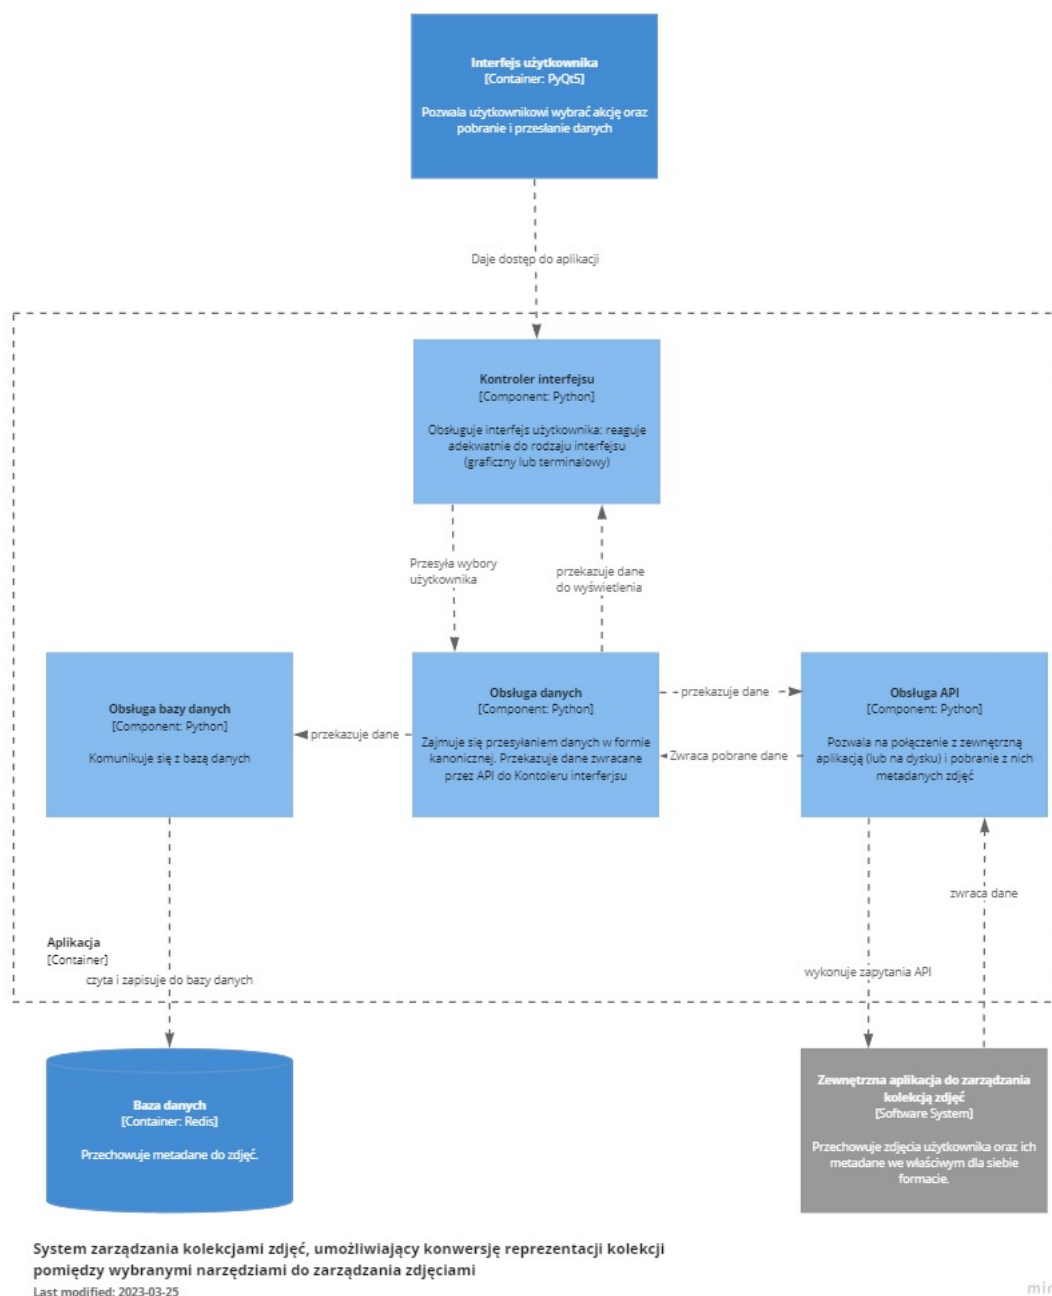 Interfejs użytkownika
[Container: PyQt5]
Pozwala użytkownikowi wybrać akcję oraz
pobranie i przesłanie danych
Daje dostęp do aplikacji
Kontroler interfejsu
[Component: Python]
Obsługuje interfejs użytkownika: reaguje
adekwatnie do rodzaju interfejsu
(graficzny lub terminalowy)
Przesyła wybory
użytkownika
przekazuje dane
do wyświetlenia
Obsługa bazy danych
[Component: Python]
Komunikuje się z bazą danych
przekazuje dane
Obsługa danych
[Component: Python]
Zajmuje się przesyłaniem danych w formie
kanonicznej. Przekazuje dane zwracane
przez API do Kontoleru interferjsu
przekazuje dane
Zwraca pobrane dane
Obsługa API
[Component: Python]
Pozwala na połączenie z zewnętrzną
aplikacją (lub na dysku) i pobranie z nich
metadanych zdjęć
zwraca dane
Aplikacja
[Container]
czyta i zapisuje do bazy danych
wykonuje zapytania API
Baza danych
[Container: Redis]
Przechowuje metadane do zdjęć.
Zewnętrzna aplikacja do zarządzania
kolekcją zdjęć
[Software System]
Przechowuje zdjęcia użytkownika oraz ich
metadane we właściwym dla siebie
formacie.
System zarządzania kolekcjami zdjęć, umożliwiający konwersję reprezentacji kolekcji
pomiędzy wybranymi narzędziami do zarządzania zdjęciami
Last modified: 2023-03-25